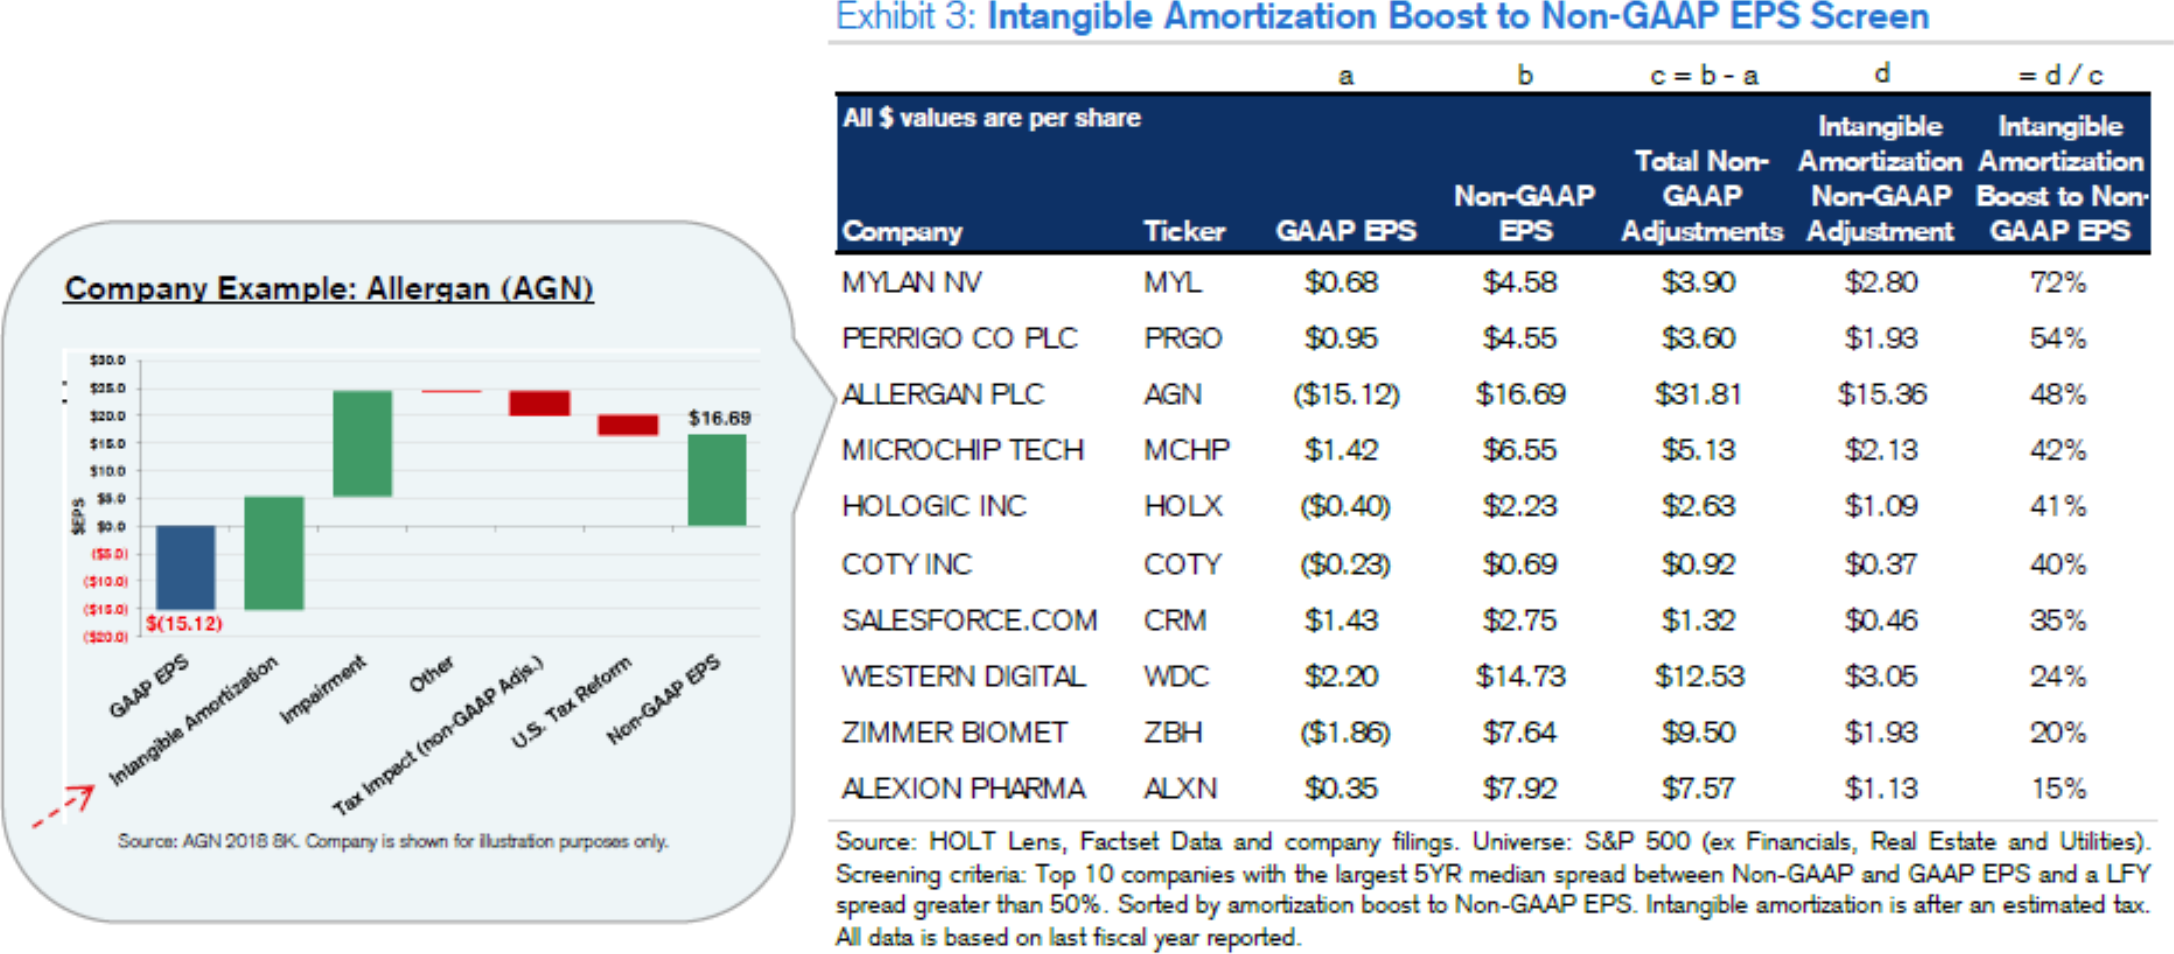 Exhibit 3: Intangible Amortization Boost to Non-GAAP EPS Screen
a b c = b - a d = d / c
All $ values are per share
Company Ticker GAAP EPS Non-GAAP EPS Total Non-GAAP Adjustments Intangible Amortization Non-GAAP Adjustment Intangible Amortization Boost to Non-GAAP EPS
MYLAN NV MYL $0.68 $4.58 $3.90 $2.80 72%
PERRIGO CO PLC PRGO $0.95 $4.55 $3.60 $1.93 54%
ALLERGAN PLC AGN ($15.12) $16.69 $31.81 $15.36 48%
MICROCHIP TECH MCHP $1.42 $6.55 $5.13 $2.13 42%
HOLOGIC INC HOLX ($0.40) $2.23 $2.63 $1.09 41%
COTY INC COTY ($0.23) $0.69 $0.92 $0.37 40%
SALESFORCE.COM CRM $1.43 $2.75 $1.32 $0.46 35%
WESTERN DIGITAL WDC $2.20 $14.73 $12.53 $3.05 24%
ZIMMER BIOMET ZBH ($1.86) $7.64 $9.50 $1.93 20%
ALEXION PHARMA ALXN $0.35 $7.92 $7.57 $1.13 15%
Source: HOLT Lens, Factset Data and company filings. Universe: S&P 500 (ex Financials, Real Estate and Utilities).
Screening criteria: Top 10 companies with the largest 5YR median spread between Non-GAAP and GAAP EPS and a LFY
spread greater than 50%. Sorted by amortization boost to Non-GAAP EPS. Intangible amortization is after an estimated tax.
All data is based on last fiscal year reported.
Company Example: Allergan (AGN)
$EPS
$30.0
$25.0
$20.0
$15.0
$10.0
$5.0
$0.0
($5.0)
($10.0)
($15.0)
($20.0)
$(15.12)
$16.69
GAAP EPS
Intangible Amortization
Impairment
Other
Tax Impact (non-GAAP Adjs.)
U.S. Tax Reform
Non-GAAP EPS
Source: AGN 2018 8K. Company is shown for illustration purposes only.